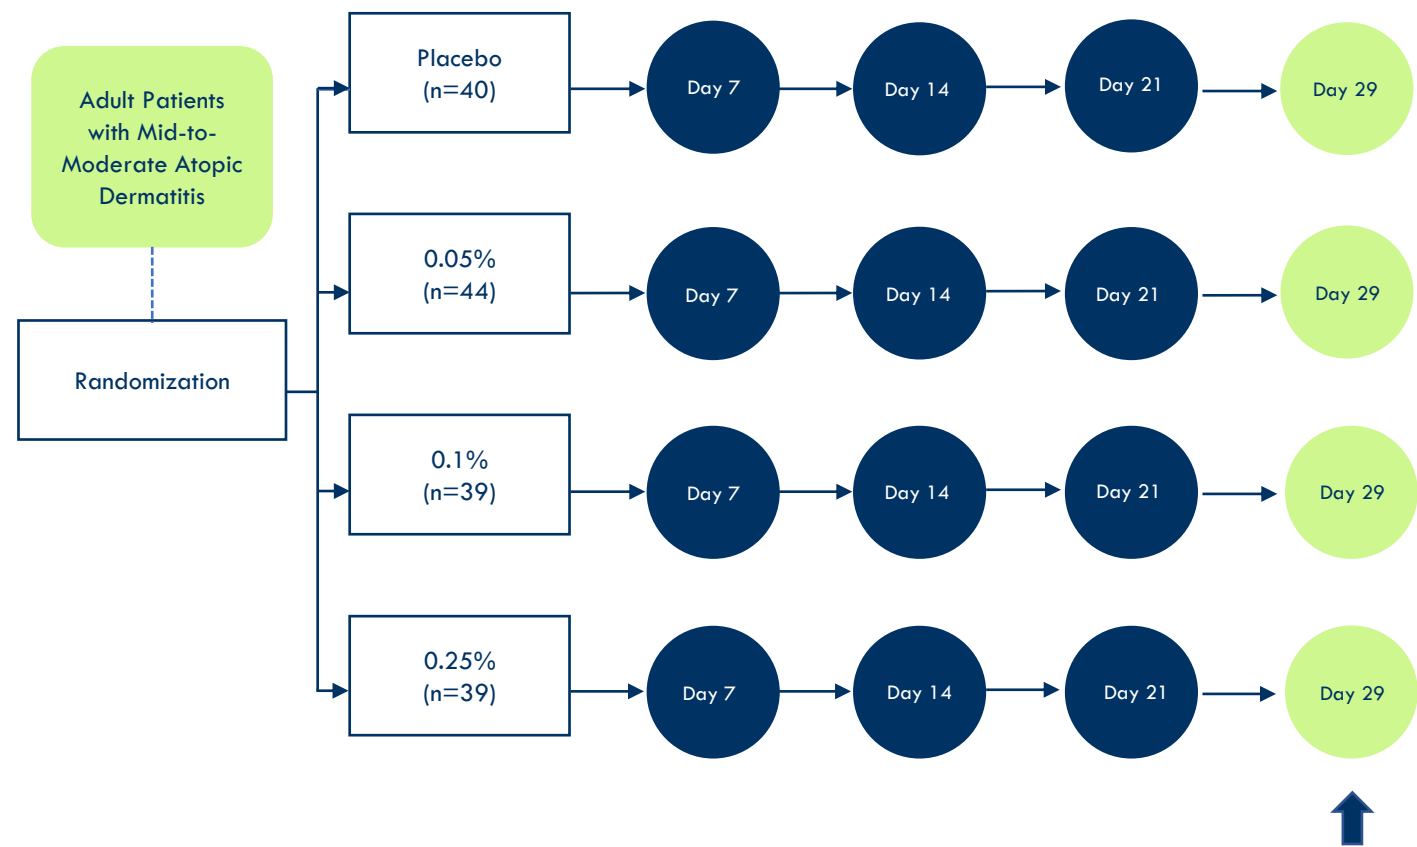 Adult Patients
with Mid-to-
Moderate Atopic
Dermatitis
Randomization
Placebo
(n=40)
Day 7
Day 14
Day 21
Day 29
0.05%
(n=44)
Day 7
Day 14
Day 21
Day 29
0.1%
(n=39)
Day 7
Day 14
Day 21
Day 29
0.25%
(n=39)
Day 7
Day 14
Day 21
Day 29